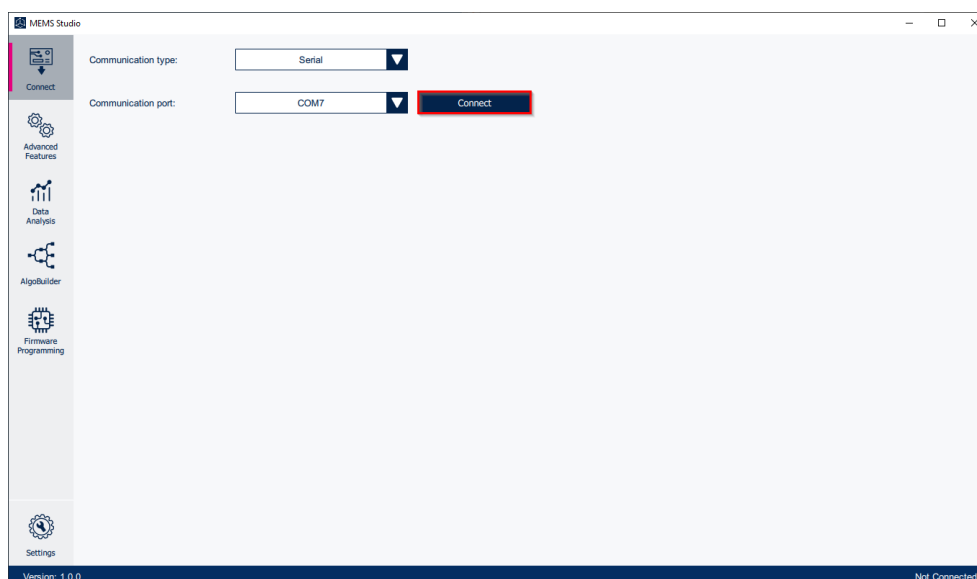 MEMS Studio
Connect
Advanced
Features
Data
Analysis
AlgoBuilder
Firmware
Programming
Settings
Communication type:
Serial
Communication port:
COM7
Connect
Version: 1.0.0
Not Connected